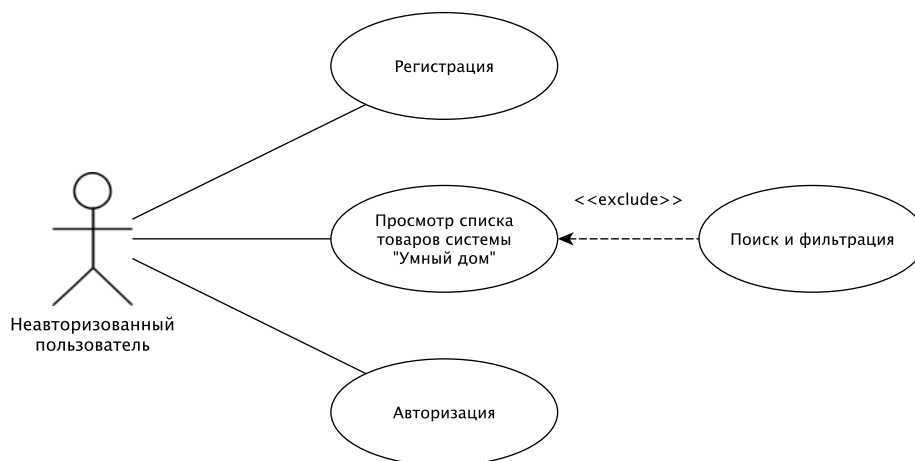 Регистрация
Просмотр списка
товаров системы
"Умный дом"
<<exclude>>
Поиск и фильтрация
Неавторизованный
пользователь
Авторизация